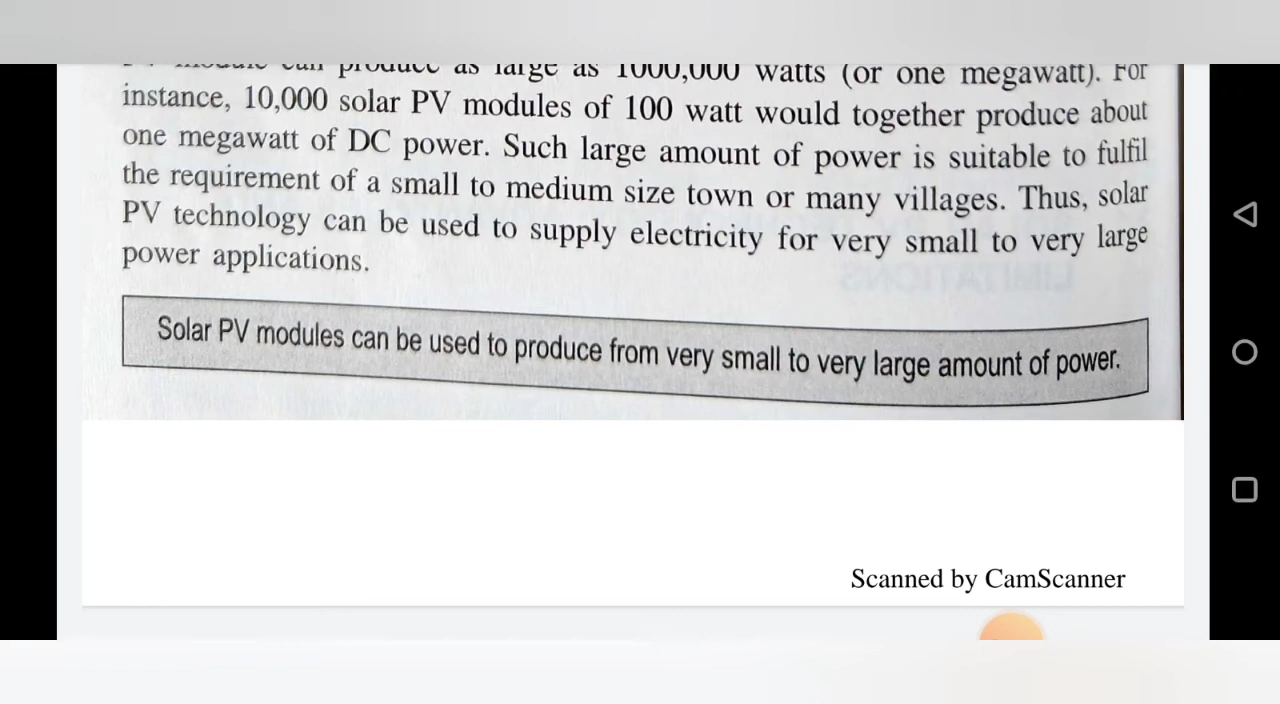 module can produce as large as 1000,000 watts (or one megawatt). For
instance, 10,000 solar PV modules of 100 watt would together produce about
one megawatt of DC power. Such large amount of power is suitable to fulfil
the requirement of a small to medium size town or many villages. Thus, solar
PV technology can be used to supply electricity for very small to very large
power applications.
LIMITATIONS
Solar PV modules can be used to produce from very small to very large amount of power.
Scanned by CamScanner